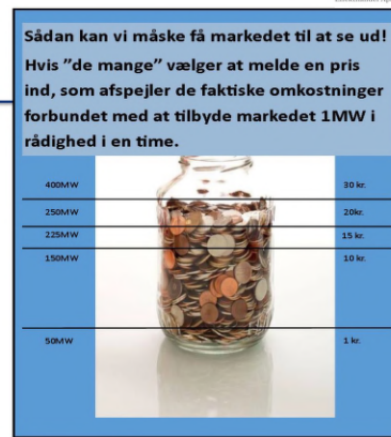 Sådan kan vi måske få markedet til at se ud!
Hvis "de mange" vælger at melde en pris
ind, som afspejler de faktiske omkostninger
forbundet med at tilbyde markedet 1MW i
rådighed i en time.
400MW 30 kr.
250MW 20kr.
225MW 15 kr.
150MW 10 kr.
50MW 1 kr.